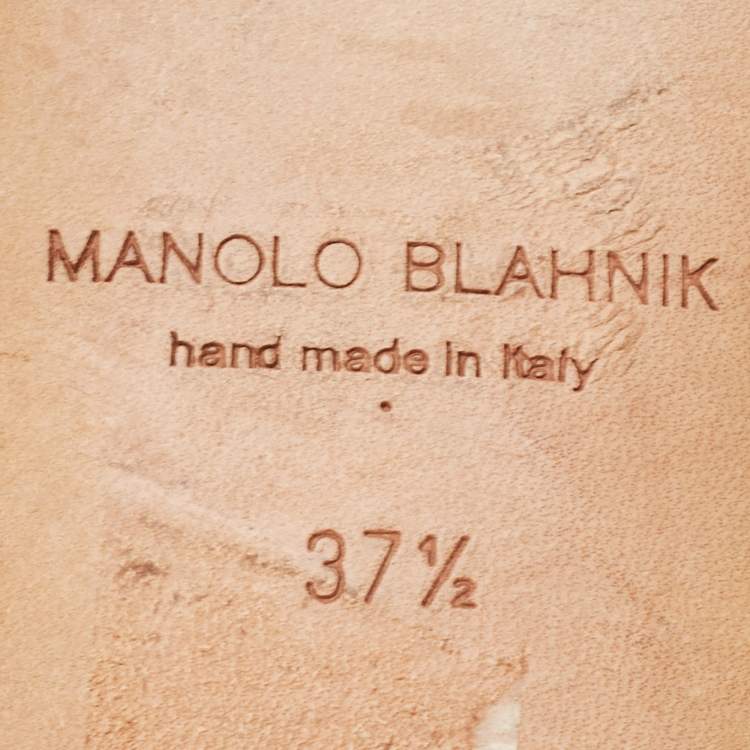 MANOLO BLAHNIK
hand made in Italy
37½